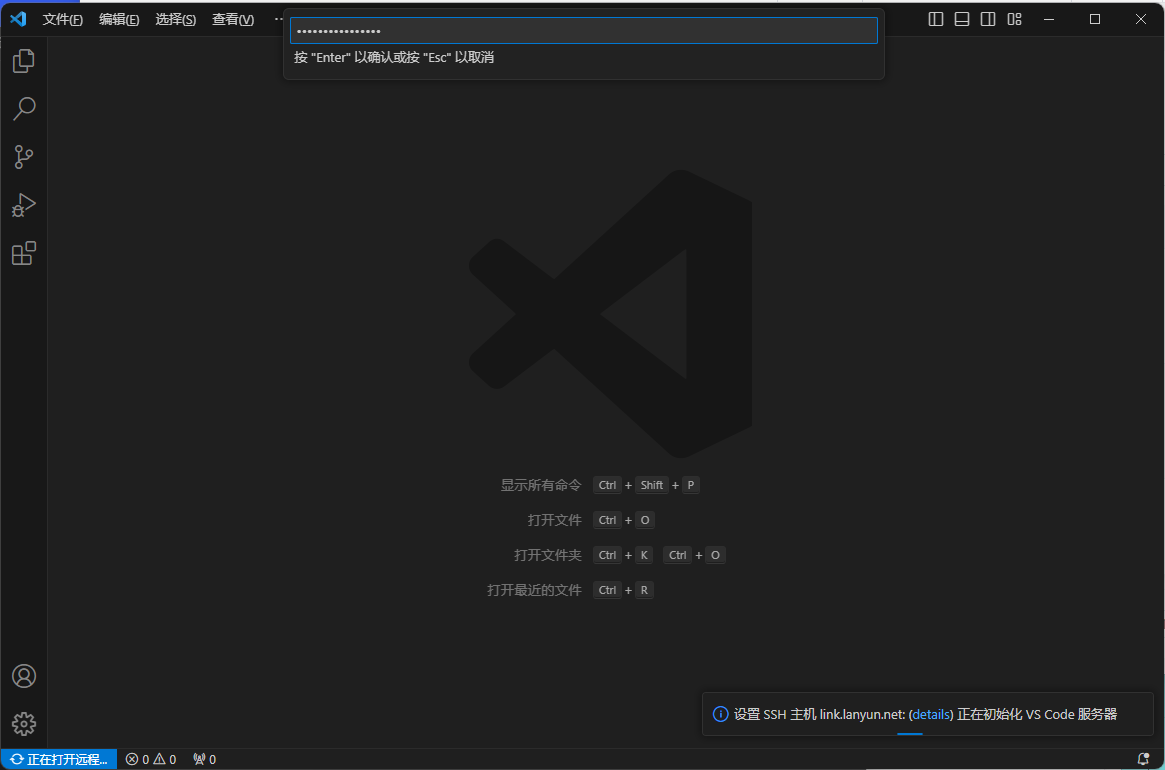 文件(F) 编辑(E) 选择(S) 查看(V) ··
••••••••••••••••
按 "Enter" 以确认或按 "Esc" 以取消
显示所有命令 Ctrl + Shift + P
打开文件 Ctrl + O
打开文件夹 Ctrl + K Ctrl + O
打开最近的文件 Ctrl + R
设置 SSH 主机 link.lanyun.net: (details) 正在初始化 VS Code 服务器
正在打开远程... 0 0 0